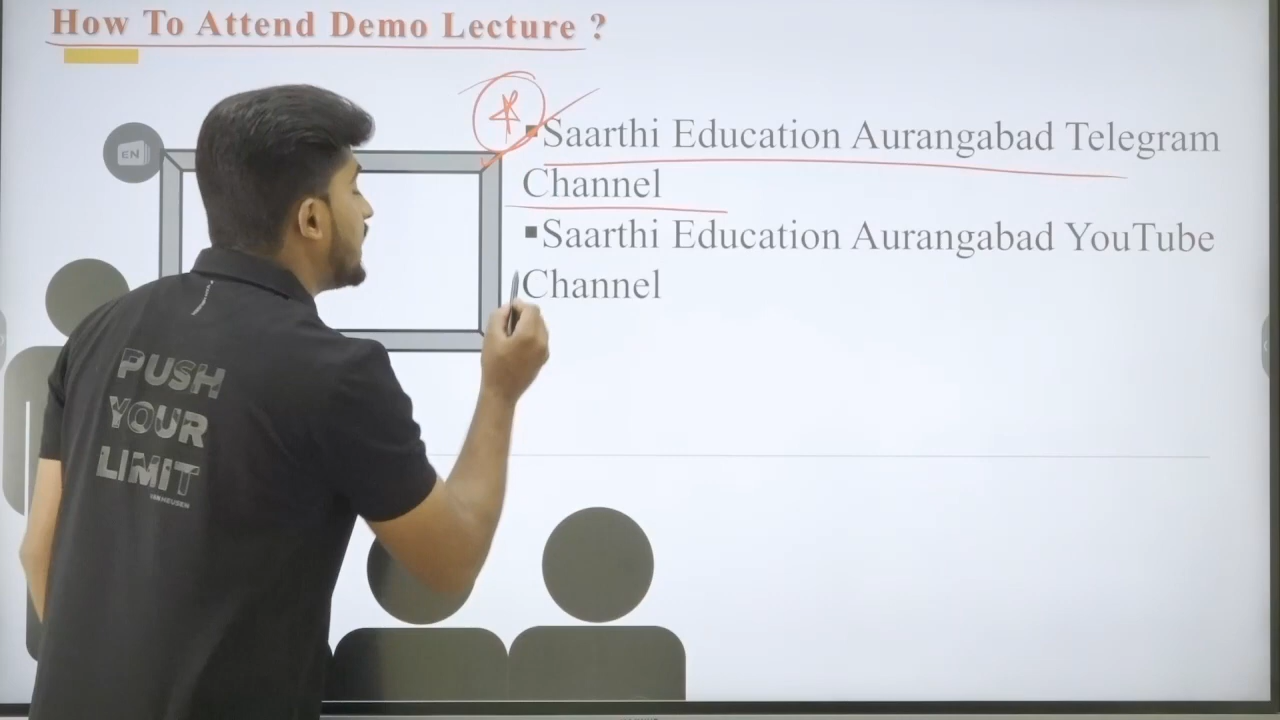 How To Attend Demo Lecture ?
EN
▪Saarthi Education Aurangabad Telegram
Channel
▪Saarthi Education Aurangabad YouTube
Channel
PUSH
YOUR
LIMIT